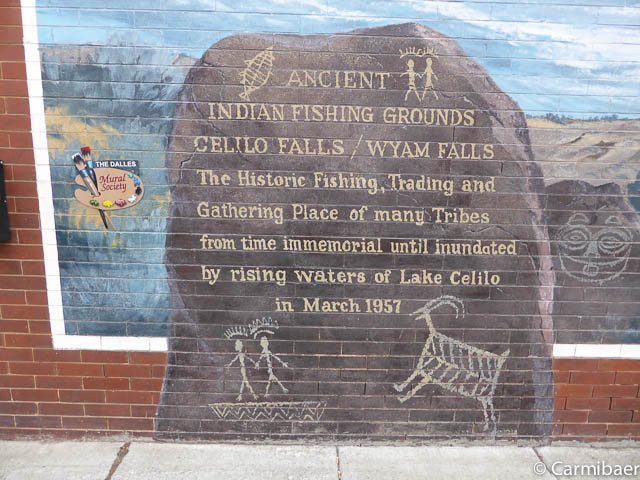 ANCIENT
INDIAN FISHING GROUNDS
CELILO FALLS / WYAM FALLS
The Historic Fishing, Trading and
Gathering Place of many Tribes
from time immemorial until inundated
by rising waters of Lake Celilo
in March 1957
THE DALLES
Mural
Society
© Carmibaer